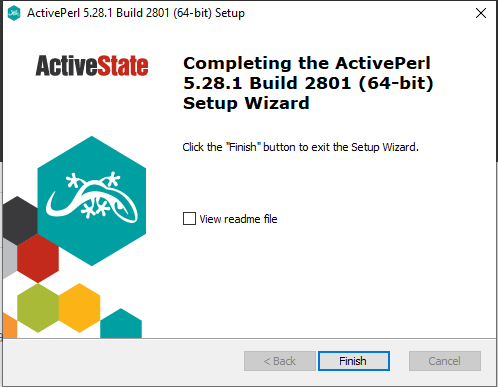 ActivePerl 5.28.1 Build 2801 (64-bit) Setup
ActiveState
Completing the ActivePerl
5.28.1 Build 2801 (64-bit)
Setup Wizard
Click the "Finish" button to exit the Setup Wizard.
View readme file
< Back
Finish
Cancel